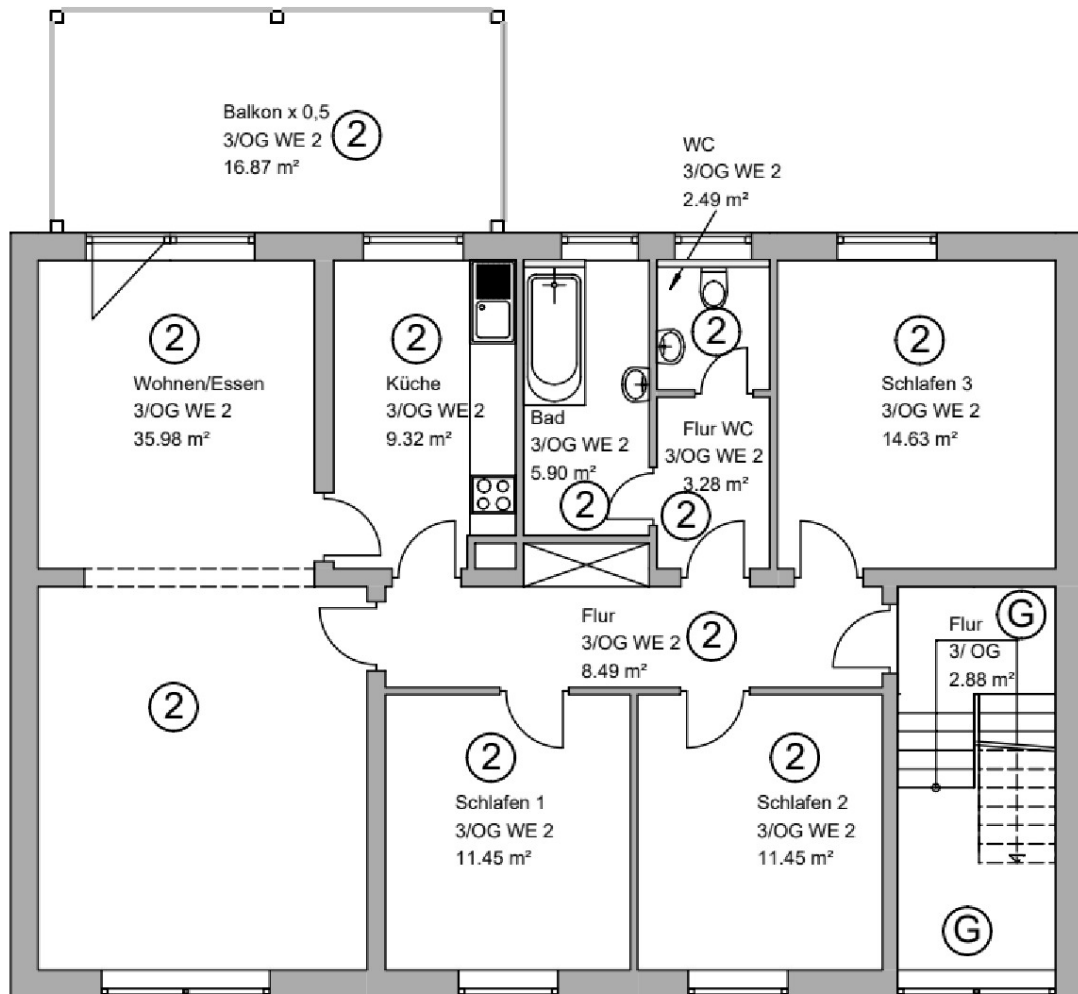 Balkon x 0,5
3/OG WE 2
16.87 m²
2
WC
3/OG WE 2
2.49 m²
2
2
Wohnen/Essen
3/OG WE 2
35.98 m²
2
Küche
3/OG WE 2
9.32 m²
Bad
3/OG WE 2
5.90 m²
2
Flur WC
3/OG WE 2
3.28 m²
2
2
Schlafen 3
3/OG WE 2
14.63 m²
Flur
3/OG WE 2
8.49 m²
2
G
Flur
3/ OG
2.88 m²
2
2
Schlafen 1
3/OG WE 2
11.45 m²
2
Schlafen 2
3/OG WE 2
11.45 m²
G